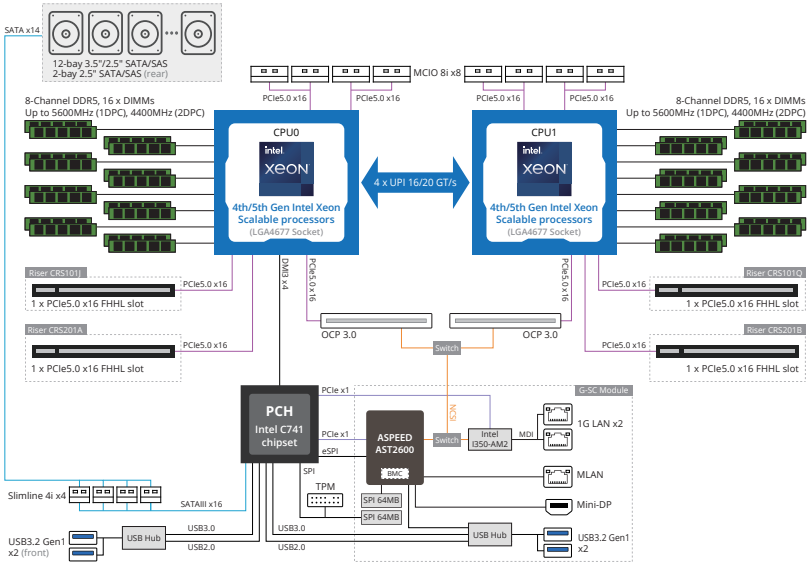 SATA x14
12-bay 3.5"/2.5" SATA/SAS
2-bay 2.5" SATA/SAS (rear)
MCIO 8i x8
PCIe5.0 x16
PCIe5.0 x16
PCIe5.0 x16
PCIe5.0 x16
8-Channel DDR5, 16 x DIMMs
Up to 5600MHz (1DPC), 4400MHz (2DPC)
8-Channel DDR5, 16 x DIMMs
Up to 5600MHz (1DPC), 4400MHz (2DPC)
CPU0
intel
XEON
4th/5th Gen Intel Xeon
Scalable processors
(LGA4677 Socket)
4 x UPI 16/20 GT/s
CPU1
intel
XEON
4th/5th Gen Intel Xeon
Scalable processors
(LGA4677 Socket)
Riser CRS101J
PCIe5.0 x16
1 x PCIe5.0 x16 FHHL slot
DMI3 x4
PCIe5.0 x16
PCIe5.0 x16
Riser CRS101Q
PCIe5.0 x16
1 x PCIe5.0 x16 FHHL slot
Riser CRS201A
PCIe5.0 x16
1 x PCIe5.0 x16 FHHL slot
OCP 3.0
OCP 3.0
Switch
Riser CRS201B
PCIe5.0 x16
1 x PCIe5.0 x16 FHHL slot
PCH
Intel C741
chipset
PCIe x1
G-SC Module
NCSI
PCIe x1
eSPI
SPI
ASPEED
AST2600
BMC
Switch
Intel
I350-AM2
MDI
1G LAN x2
MLAN
Mini-DP
TPM
SPI 64MB
SPI 64MB
Slimline 4i x4
SATAIII x16
USB3.2 Gen1
x2 (front)
USB Hub
USB3.0
USB2.0
USB3.0
USB2.0
USB Hub
USB3.2 Gen1
x2